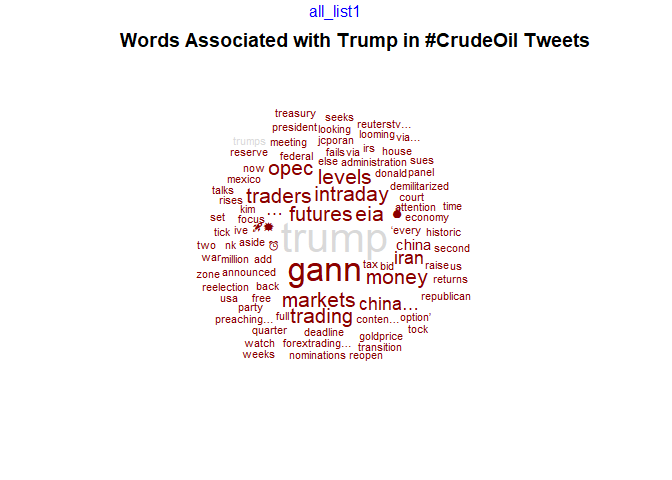 all_list1
Words Associated with Trump in #CrudeOil Tweets
treasury seeks
president looking reuterstv…
trumps meeting jcporan looming via…
reserve federal fails via irs house
now opec else administration sues
mexico levels donald panel
talks traders intraday demilitarized
rises court
kim … futures eia attention time
set focus economy
tick ive trump 'every historic
two nk aside china second
war million add gann iran
zone announced tax bid raise us
reelection back money returns
usa free markets china… republican
party
preaching… full trading conten… option'
quarter deadline tock
watch forextrading… goldprice
weeks nominations reopen transition